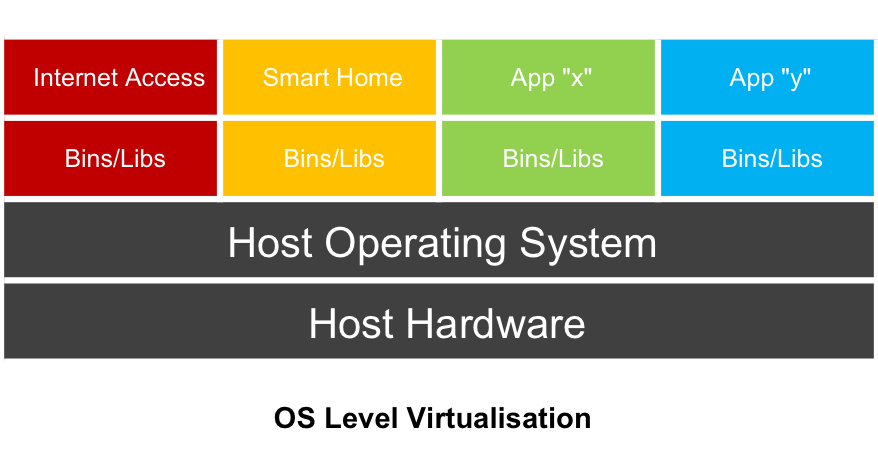 Internet Access
Smart Home
App "x"
App "y"
Bins/Libs
Bins/Libs
Bins/Libs
Bins/Libs
Host Operating System
Host Hardware
OS Level Virtualisation